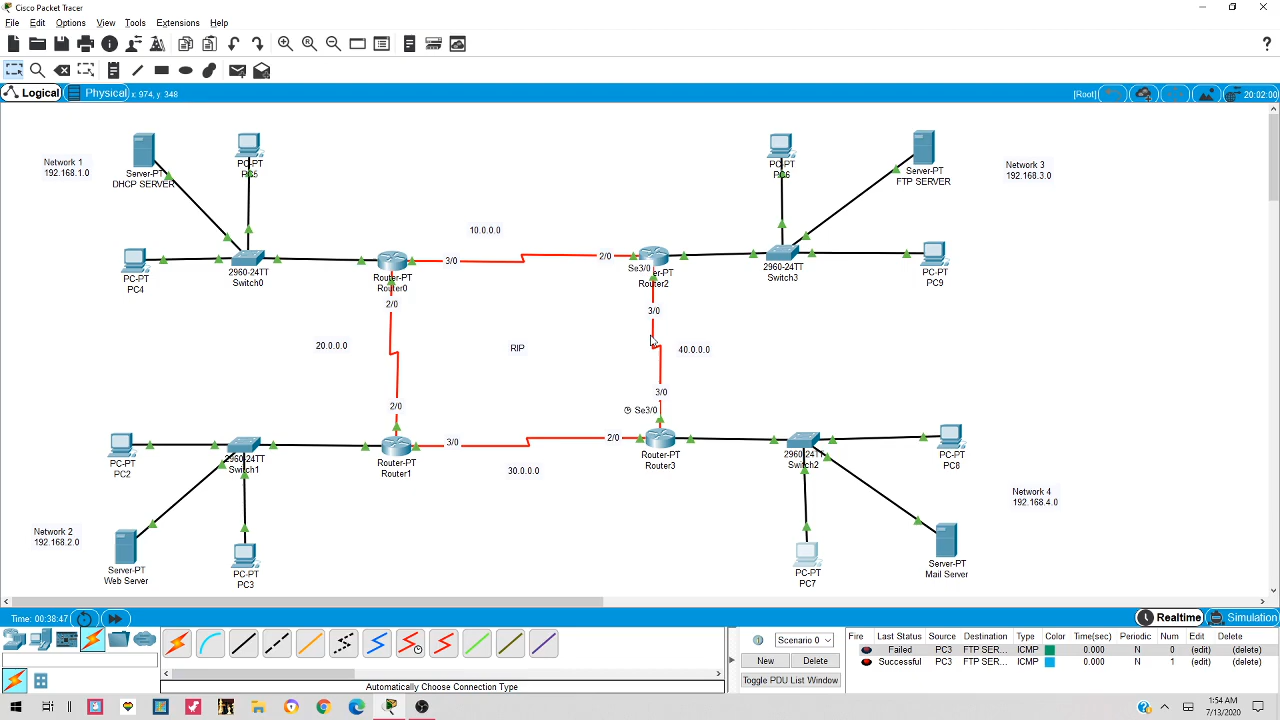 Cisco Packet Tracer
File Edit Options View Tools Extensions Help
Logical Physical x: 974, y: 348 [Root] 20:02:00
Network 1
192.168.1.0
Server-PT
DHCP SERVER
PC-PT
PC5
PC-PT
PC6
Server-PT
FTP SERVER
Network 3
192.168.3.0
10.0.0.0
PC-PT
PC4
2960-24TT
Switch0
Router-PT
Router0
3/0
2/0
Se3/0
Router-PT
Router2
2960-24TT
Switch3
PC-PT
PC9
2/0
3/0
20.0.0.0
RIP
40.0.0.0
2/0
3/0
Se3/0
PC-PT
PC2
2960-24TT
Switch1
Router-PT
Router1
3/0
2/0
Router-PT
Router3
2960-24TT
Switch2
PC-PT
PC8
30.0.0.0
Network 4
192.168.4.0
Network 2
192.168.2.0
Server-PT
Web Server
PC-PT
PC3
PC-PT
PC7
Server-PT
Mail Server
Time: 00:38:47
Realtime Simulation
Scenario 0
New Delete
Toggle PDU List Window
Fire Last Status Source Destination Type Color Time(sec) Periodic Num Edit Delete
Failed PC3 FTP SER... ICMP 0.000 N 0 (edit) (delete)
Successful PC3 FTP SER... ICMP 0.000 N 1 (edit) (delete)
Automatically Choose Connection Type
1:54 AM
7/13/2020